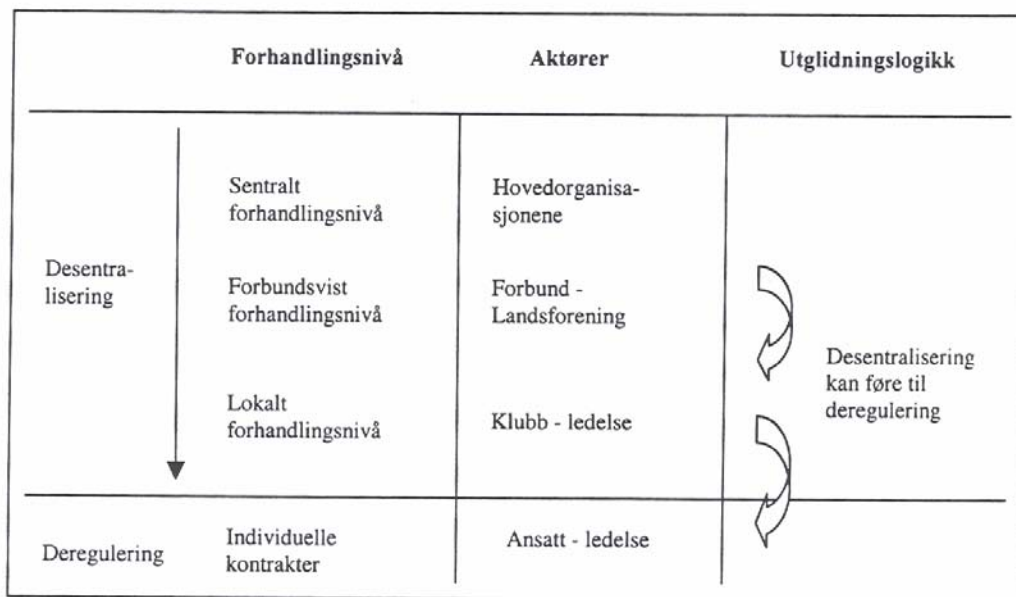 Forhandlingsnivå
Aktører
Utglidningslogikk
Desentra-
lisering
Sentralt
forhandlingsnivå
Hovedorganisa-
sjonene
Forbundsvist
forhandlingsnivå
Forbund -
Landsforening
Lokalt
forhandlingsnivå
Klubb - ledelse
Desentralisering
kan føre til
deregulering
Deregulering
Individuelle
kontrakter
Ansatt - ledelse